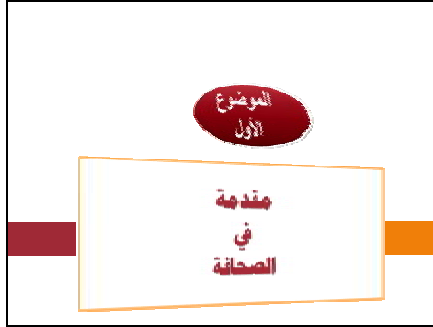 الموضوع
الأول
مقدمة
في
الصحافة